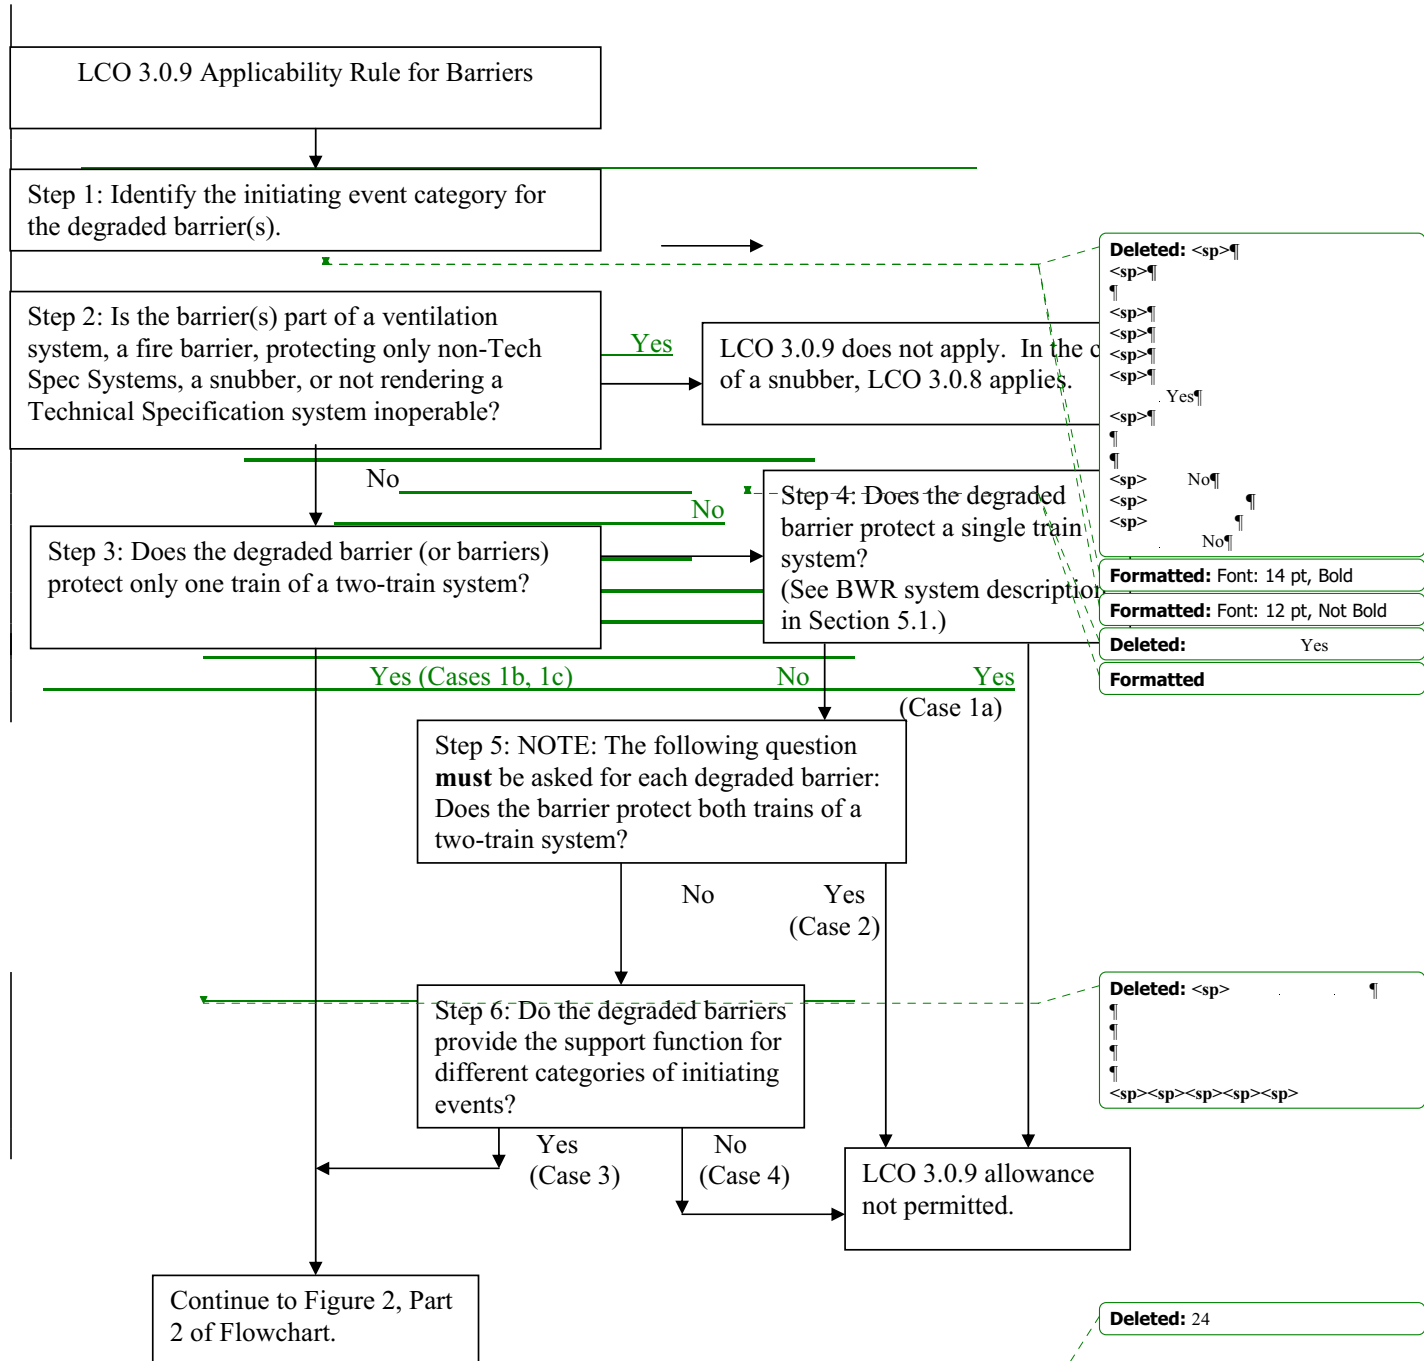 LCO 3.0.9 Applicability Rule for Barriers
Step 1: Identify the initiating event category for
the degraded barrier(s).
Step 2: Is the barrier(s) part of a ventilation
system, a fire barrier, protecting only non-Tech
Spec Systems, a snubber, or not rendering a
Technical Specification system inoperable?
Yes
LCO 3.0.9 does not apply.  In the c
of a snubber, LCO 3.0.8 applies.
No
No
Step 3: Does the degraded barrier (or barriers)
protect only one train of a two-train system?
Step 4: Does the degraded
barrier protect a single train
system?
(See BWR system description
in Section 5.1.)
Yes (Cases 1b, 1c)
No
Yes
(Case 1a)
Step 5: NOTE: The following question
must be asked for each degraded barrier:
Does the barrier protect both trains of a
two-train system?
No
Yes
(Case 2)
Step 6: Do the degraded barriers
provide the support function for
different categories of initiating
events?
Yes
(Case 3)
No
(Case 4)
LCO 3.0.9 allowance
not permitted.
Continue to Figure 2, Part
2 of Flowchart.
Deleted: <sp>¶
<sp>¶
¶
<sp>¶
<sp>¶
<sp>¶
<sp>¶
. Yes¶
<sp>¶
¶
¶
<sp> No¶
<sp> ¶
<sp> ¶
. No¶
Formatted: Font: 14 pt, Bold
Formatted: Font: 12 pt, Not Bold
Deleted: Yes
Formatted
Deleted: <sp> . . ¶
¶
¶
¶
¶
<sp><sp><sp><sp><sp>
Deleted: 24